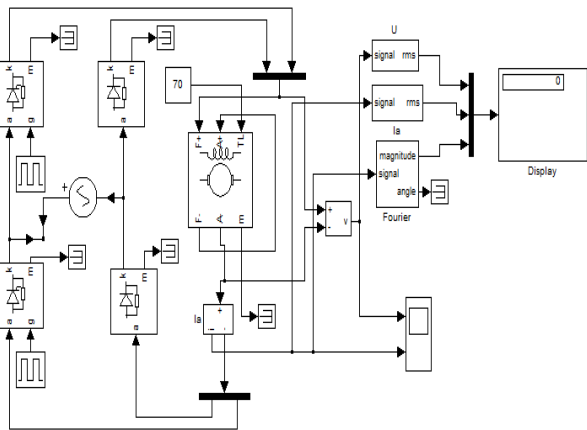 U
k
m
k
m
70
signal rms
0
signal rms
Ia
F+ A+ TL
a
g
a
magnitude
signal
angle
Display
+
Fourier
F- A- m
+
-
v
k
m
k
m
Ia
+
i -
a
g
a